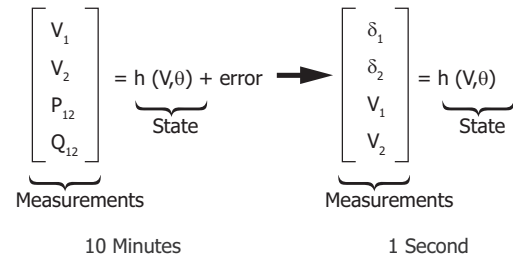 V1
V2
P12
Q12
= h (V,θ) + error
State
Measurements
10 Minutes
δ1
δ2
V1
V2
= h (V,θ)
State
Measurements
1 Second